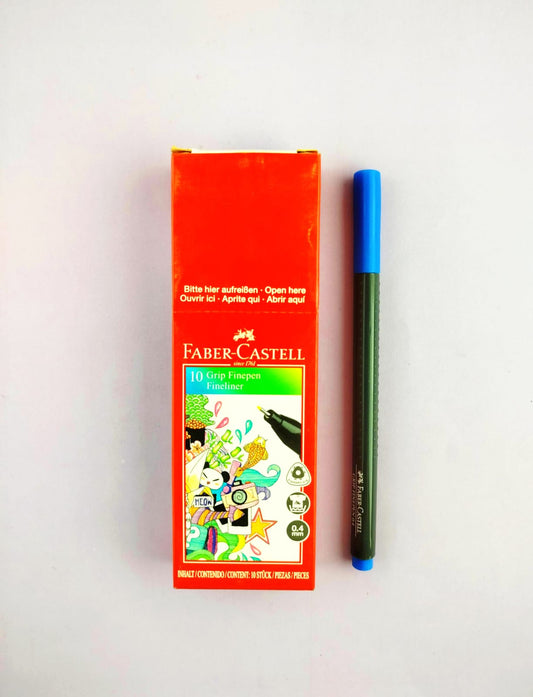 Bitte hier aufreißen · Open here
Ouvrir ici · Aprite qui · Abrir aquí
FABER-CASTELL
since 1761
10 Grip Finepen
Fineliner
MEOW
0.4
mm
INHALT / CONTENIDO / CONTENT: 10 STÜCK / PIEZAS / PIECES
FABER-CASTELL